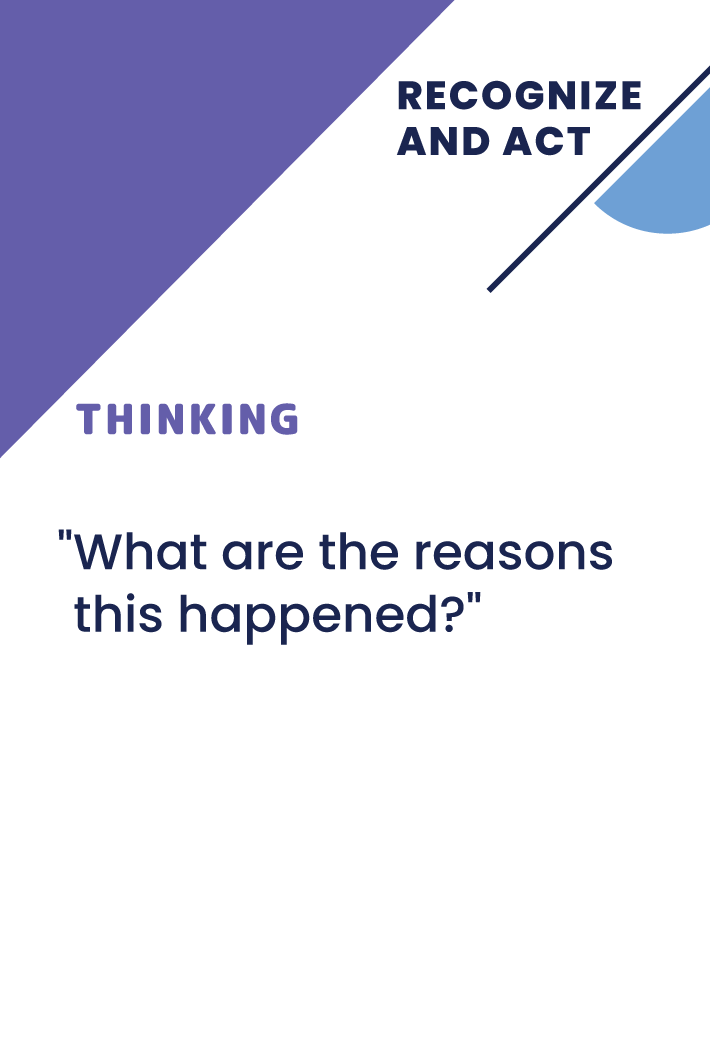 RECOGNIZE
AND ACT
THINKING
"What are the reasons
this happened?"